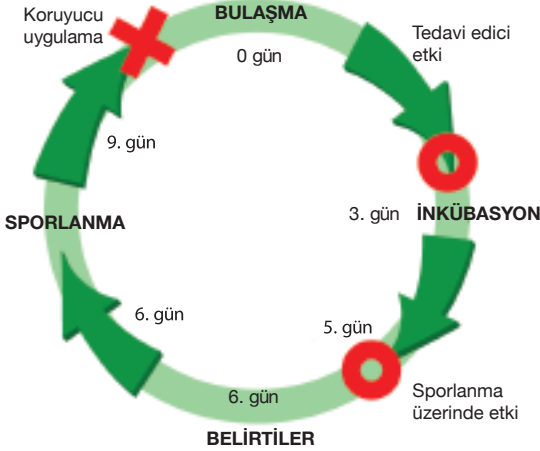 Koruyucu
uygulama
BULAŞMA
0 gün
Tedavi edici
etki
9. gün
3. gün
İNKÜBASYON
SPORLANMA
6. gün
5. gün
6. gün
Sporlanma
üzerinde etki
BELİRTİLER